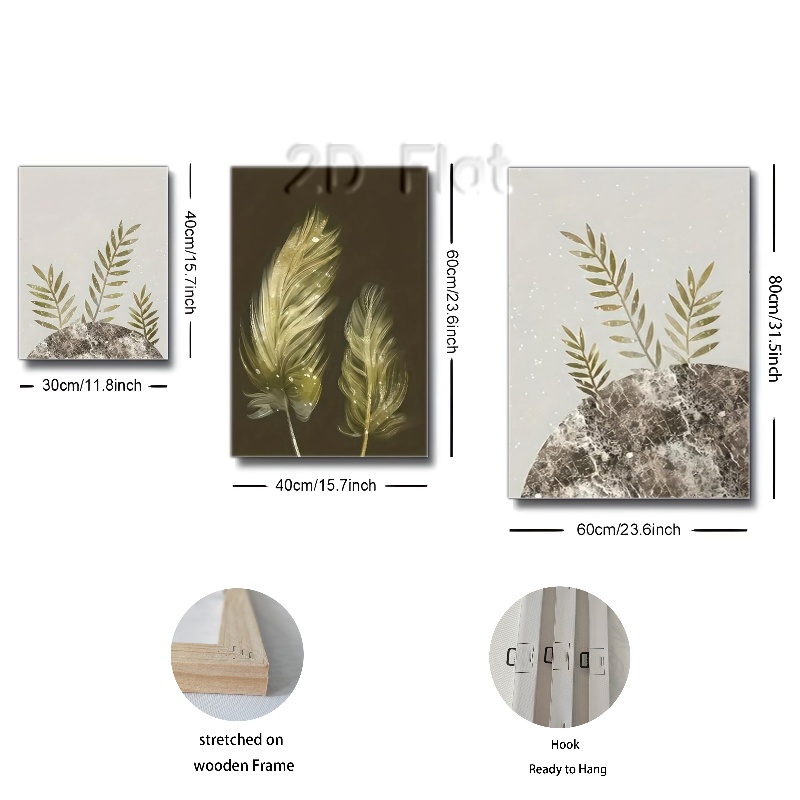 2D Flat
40cm/15.7inch
30cm/11.8inch
60cm/23.6inch
40cm/15.7inch
80cm/31.5inch
60cm/23.6inch
stretched on
wooden Frame
Hook
Ready to Hang